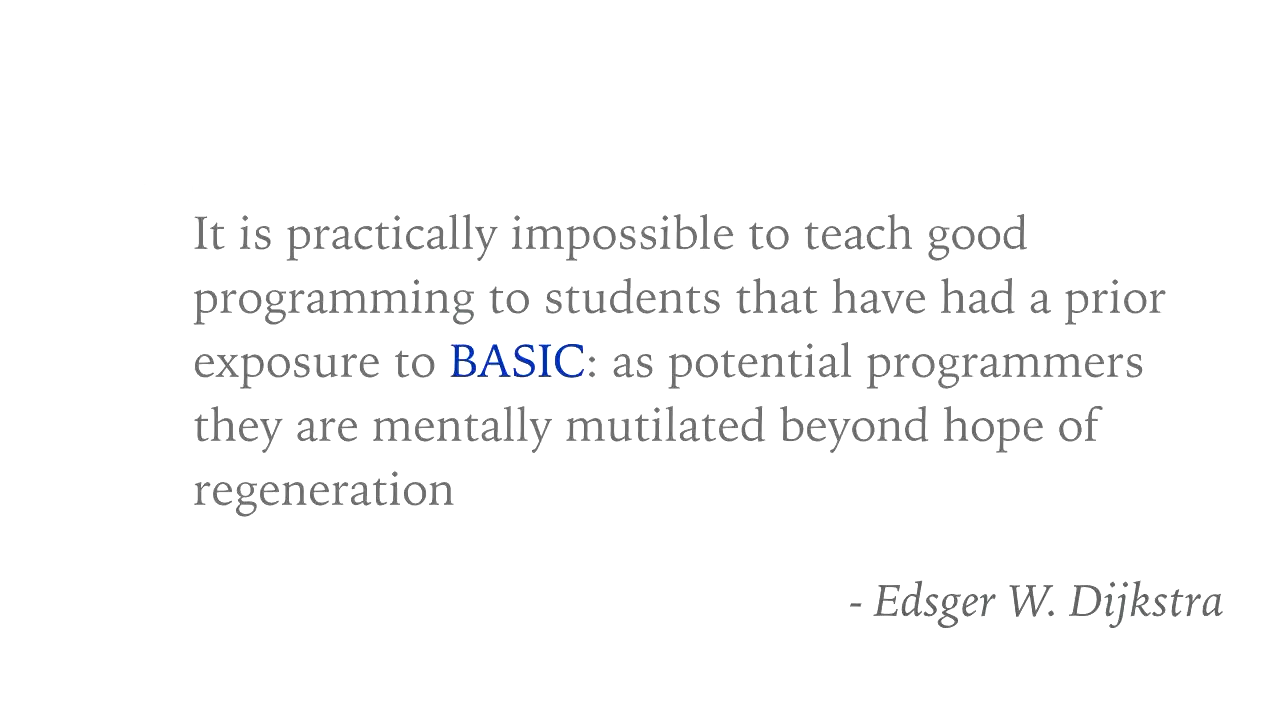 It is practically impossible to teach good
programming to students that have had a prior
exposure to BASIC: as potential programmers
they are mentally mutilated beyond hope of
regeneration
- Edsger W. Dijkstra